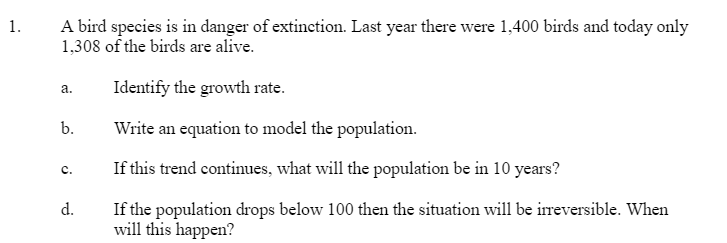 1. A bird species is in danger of extinction. Last year there were 1,400 birds and today only
1,308 of the birds are alive.
a. Identify the growth rate.
b. Write an equation to model the population.
c. If this trend continues, what will the population be in 10 years?
d. If the population drops below 100 then the situation will be irreversible. When
will this happen?